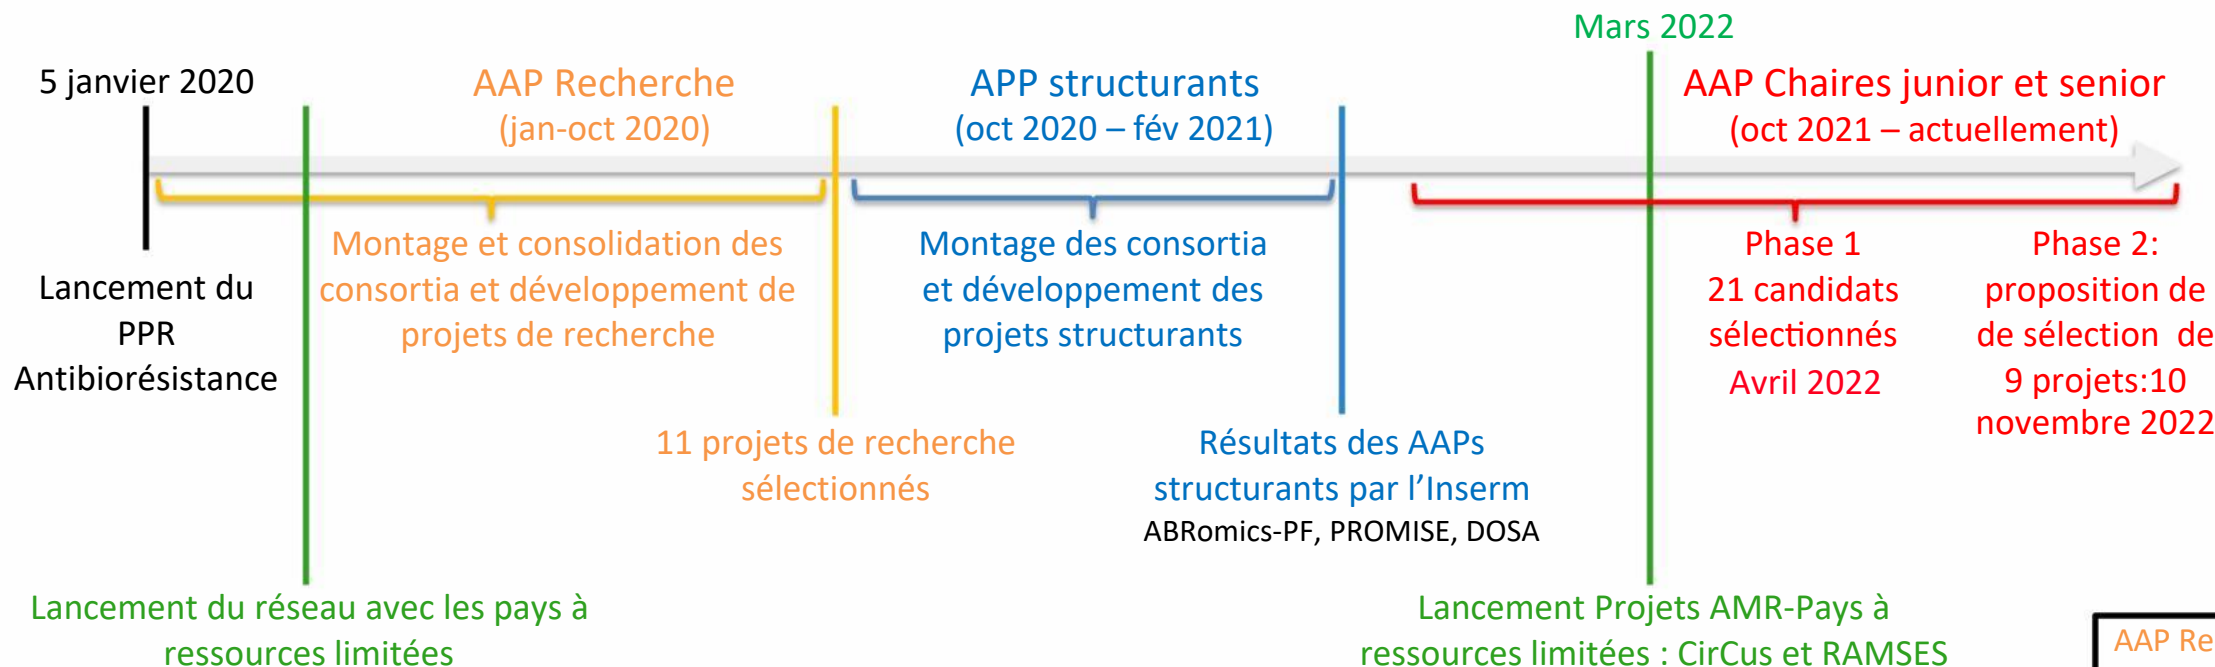 Mars 2022
5 janvier 2020
AAP Recherche
(jan-oct 2020)
APP structurants
(oct 2020 – fév 2021)
AAP Chaires junior et senior
(oct 2021 – actuellement)
Lancement du
PPR
Antibiorésistance
Montage et consolidation des
consortia et développement de
projets de recherche
Montage des consortia
et développement des
projets structurants
Phase 1
21 candidats
sélectionnés
Avril 2022
Phase 2:
proposition de
de sélection de
9 projets:10
novembre 2022
11 projets de recherche
sélectionnés
Résultats des AAPs
structurants par l’Inserm
ABRomics-PF, PROMISE, DOSA
Lancement du réseau avec les pays à
ressources limitées
Lancement Projets AMR-Pays à
ressources limitées : CirCus et RAMSES
AAP Re